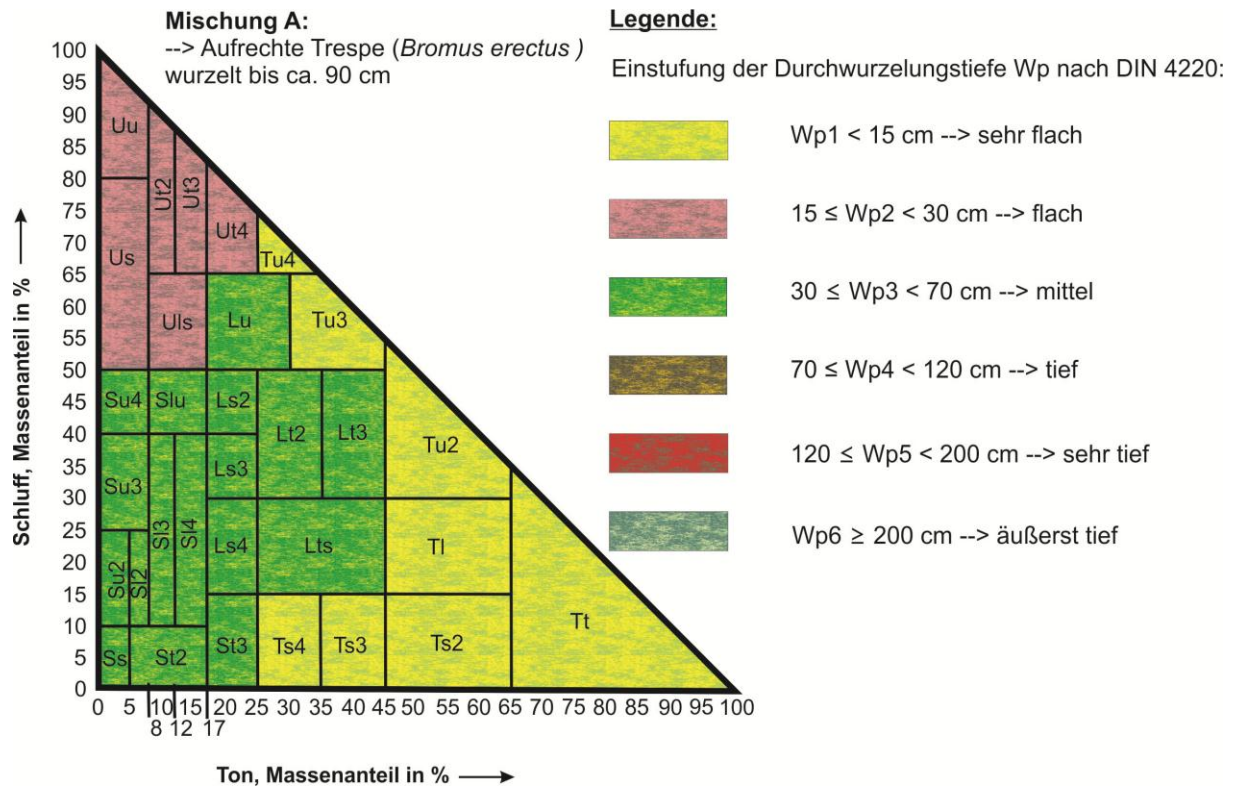 Mischung A:
--> Aufrechte Trespe (Bromus erectus )
wurzelt bis ca. 90 cm
Legende:
Einstufung der Durchwurzelungstiefe Wp nach DIN 4220:
Wp1 < 15 cm --> sehr flach
15 ≤ Wp2 < 30 cm --> flach
30 ≤ Wp3 < 70 cm --> mittel
70 ≤ Wp4 < 120 cm --> tief
120 ≤ Wp5 < 200 cm --> sehr tief
Wp6 ≥ 200 cm --> äußerst tief
Schluff, Massenanteil in %
100
95
90
85
80
75
70
65
60
55
50
45
40
35
30
25
20
15
10
5
0
Uu
Ut2
Ut3
Us
Ut4
Tu4
Uls
Lu
Tu3
Su4
Slu
Ls2
Lt2
Lt3
Tu2
Su3
Ls3
Sl3
Sl4
Su2
Sl2
Ls4
Lts
Tl
Ss
St2
St3
Ts4
Ts3
Ts2
Tt
0 5 10 15 20 25 30 35 40 45 50 55 60 65 70 75 80 85 90 95 100
8 12 17
Ton, Massenanteil in %